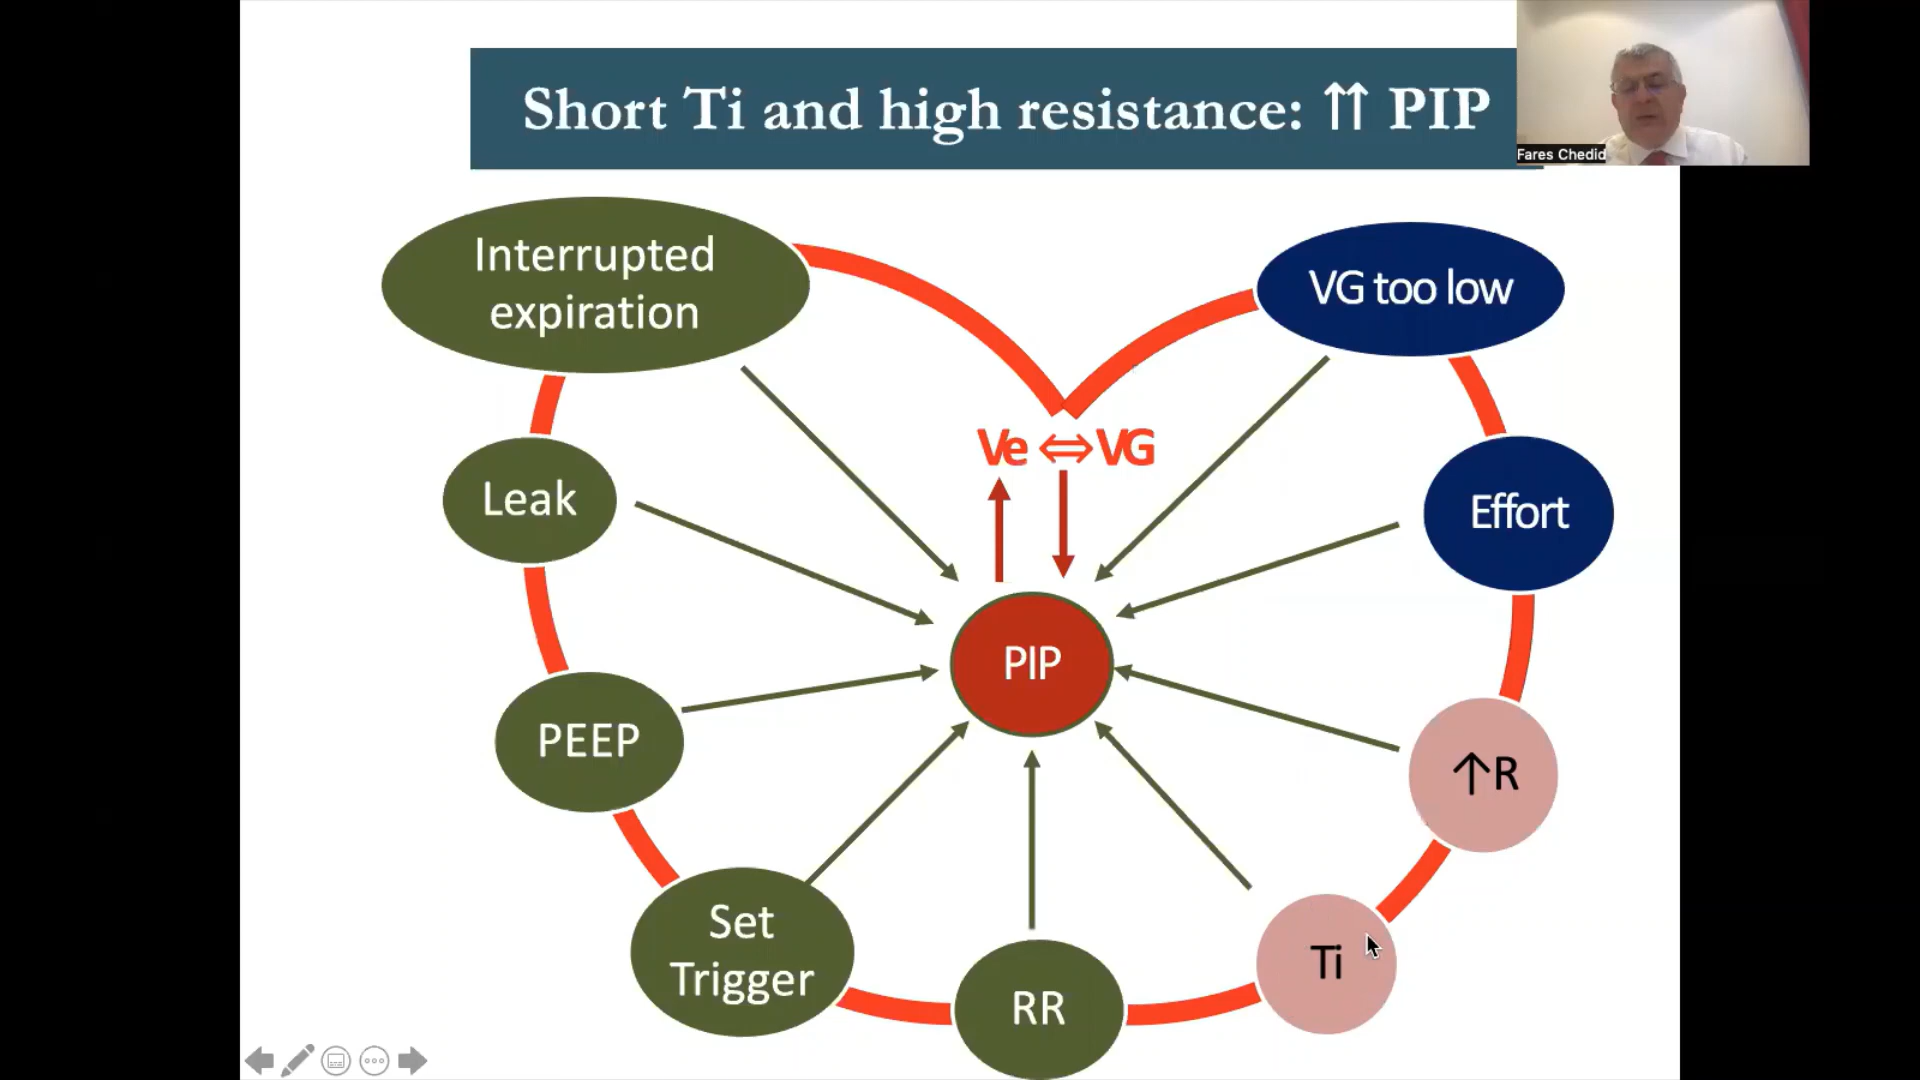 Short Ti and high resistance: ⇈ PIP
Fares Chedid
Interrupted
expiration
VG too low
Ve ⇔ VG
Leak
Effort
PIP
PEEP
↑R
Set
Trigger
RR
Ti